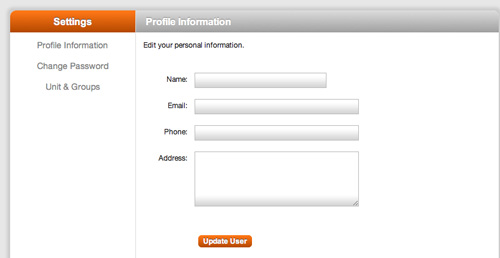 Settings
Profile Information
Change Password
Unit & Groups
Profile Information
Edit your personal information.
Name:
Email:
Phone:
Address:
Update User